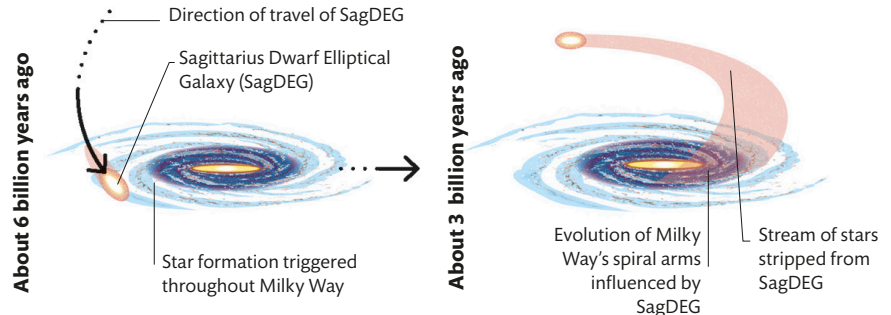 Direction of travel of SagDEG
Sagittarius Dwarf Elliptical
Galaxy (SagDEG)
About 6 billion years ago
Star formation triggered
throughout Milky Way
About 3 billion years ago
Evolution of Milky
Way's spiral arms
influenced by
SagDEG
Stream of stars
stripped from
SagDEG